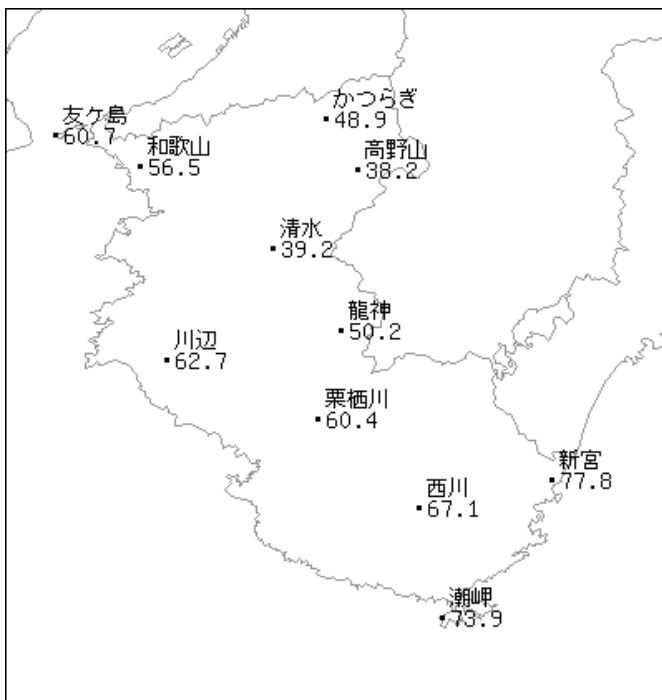 かつらぎ
48.9
友ケ島
60.7
和歌山
56.5
高野山
38.2
清水
39.2
龍神
50.2
川辺
62.7
栗栖川
60.4
新宮
77.8
西川
67.1
潮岬
73.9